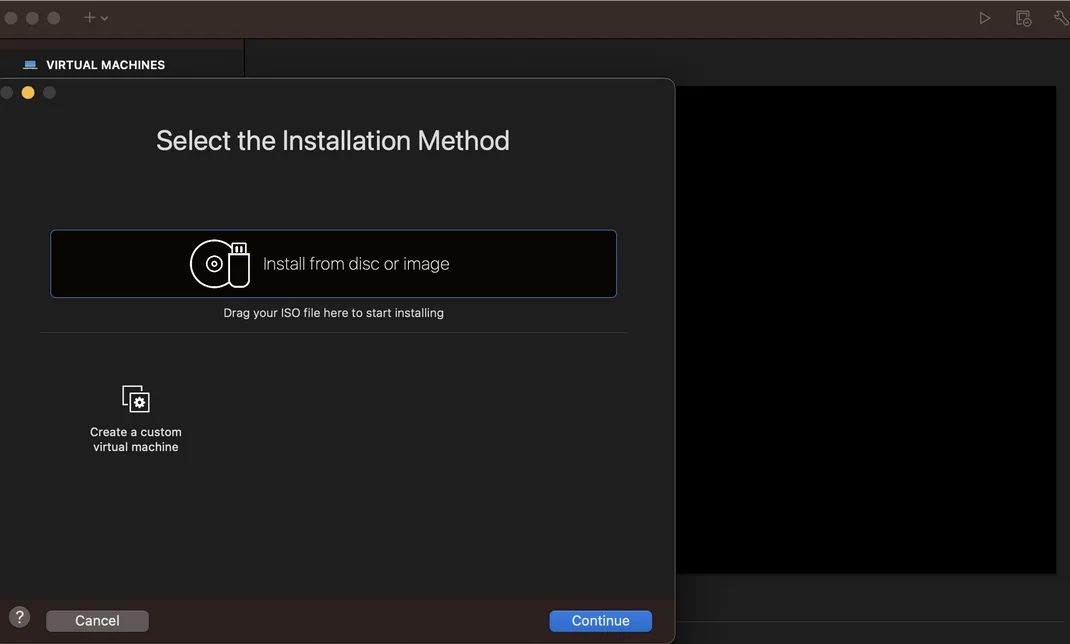 VIRTUAL MACHINES
Select the Installation Method
Install from disc or image
Drag your ISO file here to start installing
Create a custom
virtual machine
?
Cancel
Continue